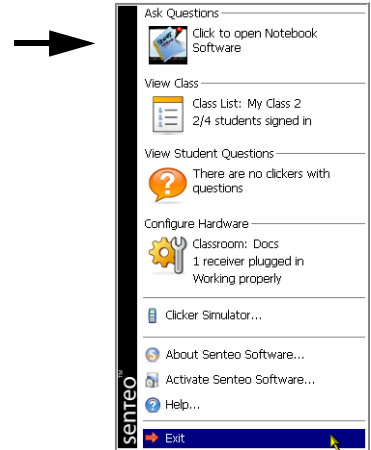 Ask Questions
Click to open Notebook
Software
View Class
Class List: My Class 2
2/4 students signed in
View Student Questions
There are no clickers with
questions
Configure Hardware
Classroom: Docs
1 receiver plugged in
Working properly
Clicker Simulator...
About Senteo Software...
Activate Senteo Software...
Help...
Exit
senteo™